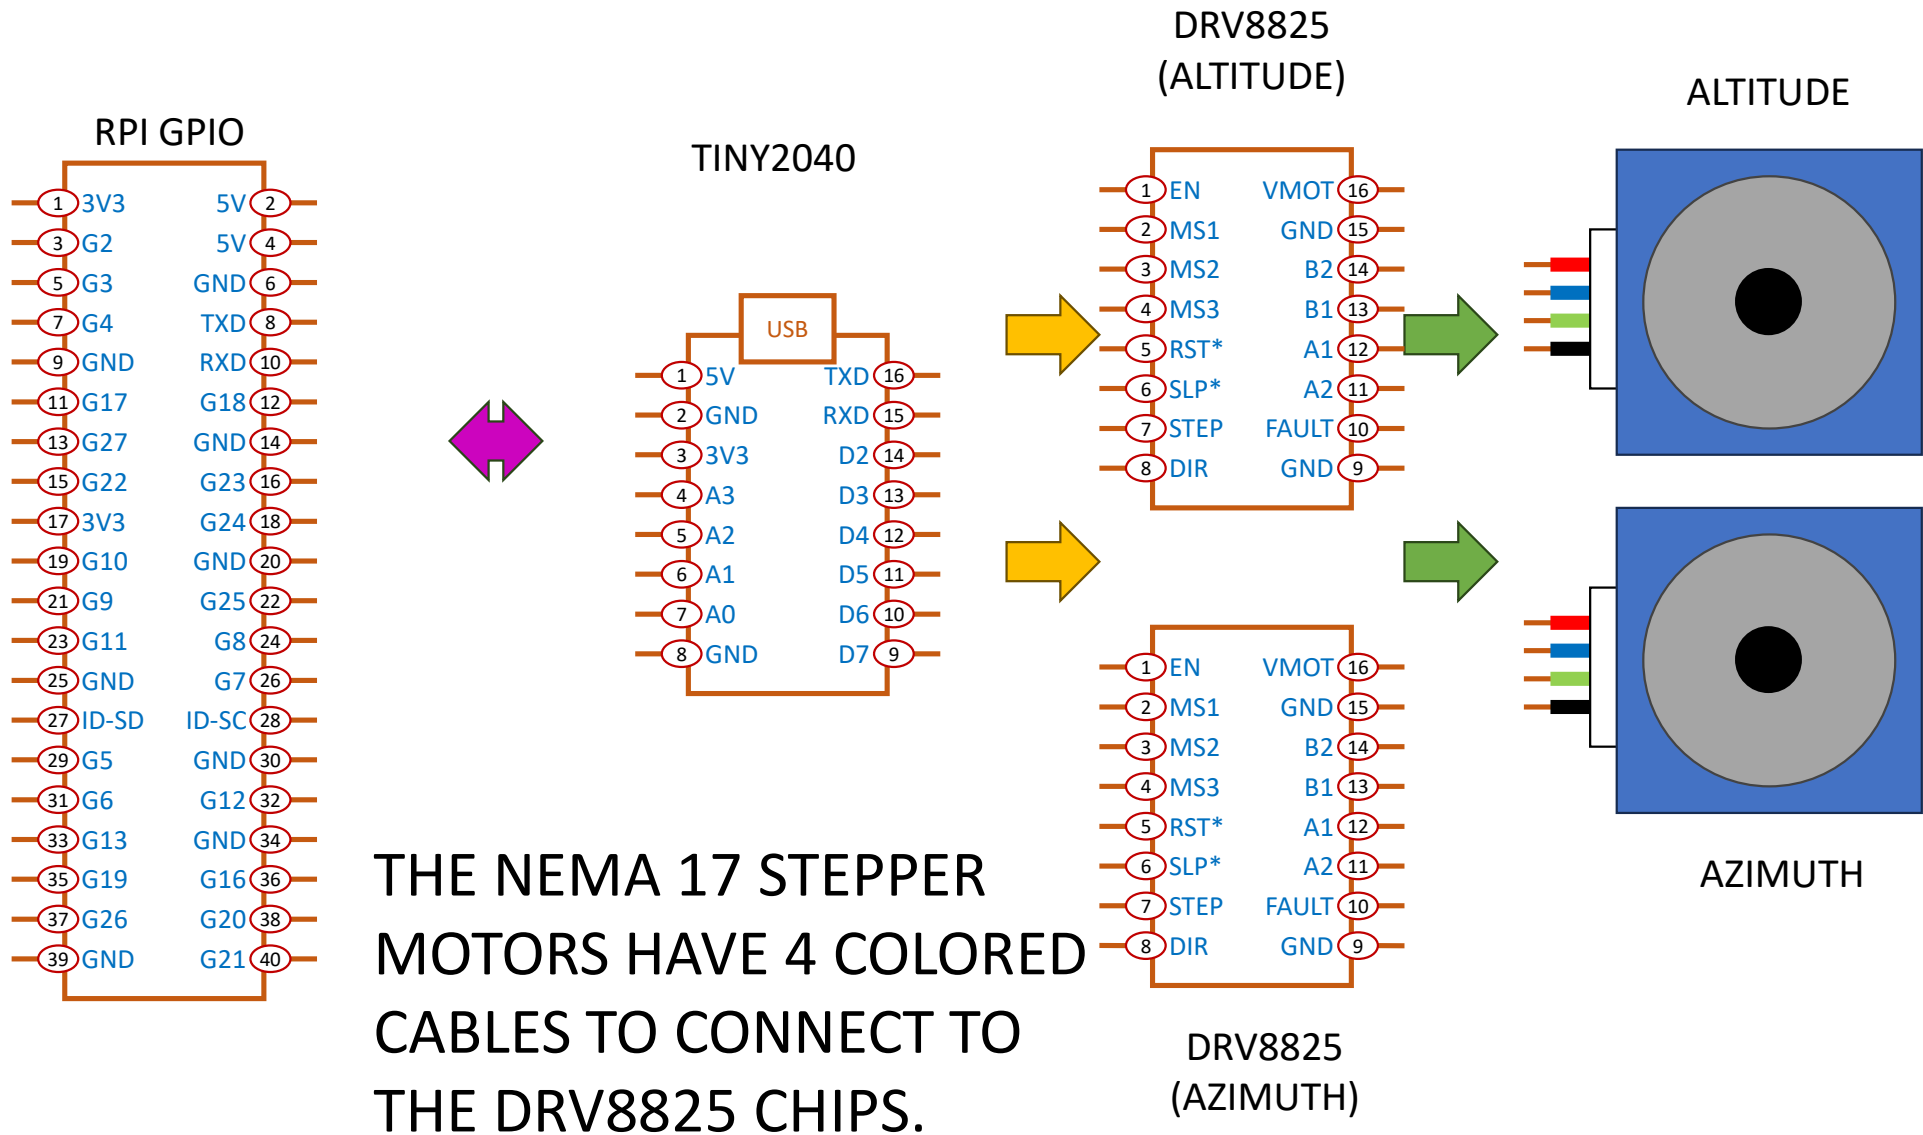 RPI GPIO
1 3V3 5V 2
3 G2 5V 4
5 G3 GND 6
7 G4 TXD 8
9 GND RXD 10
11 G17 G18 12
13 G27 GND 14
15 G22 G23 16
17 3V3 G24 18
19 G10 GND 20
21 G9 G25 22
23 G11 G8 24
25 GND G7 26
27 ID-SD ID-SC 28
29 G5 GND 30
31 G6 G12 32
33 G13 GND 34
35 G19 G16 36
37 G26 G20 38
39 GND G21 40
TINY2040
USB
1 5V TXD 16
2 GND RXD 15
3 3V3 D2 14
4 A3 D3 13
5 A2 D4 12
6 A1 D5 11
7 A0 D6 10
8 GND D7 9
DRV8825
(ALTITUDE)
1 EN VMOT 16
2 MS1 GND 15
3 MS2 B2 14
4 MS3 B1 13
5 RST* A1 12
6 SLP* A2 11
7 STEP FAULT 10
8 DIR GND 9
ALTITUDE
1 EN VMOT 16
2 MS1 GND 15
3 MS2 B2 14
4 MS3 B1 13
5 RST* A1 12
6 SLP* A2 11
7 STEP FAULT 10
8 DIR GND 9
DRV8825
(AZIMUTH)
AZIMUTH
THE NEMA 17 STEPPER
MOTORS HAVE 4 COLORED
CABLES TO CONNECT TO
THE DRV8825 CHIPS.